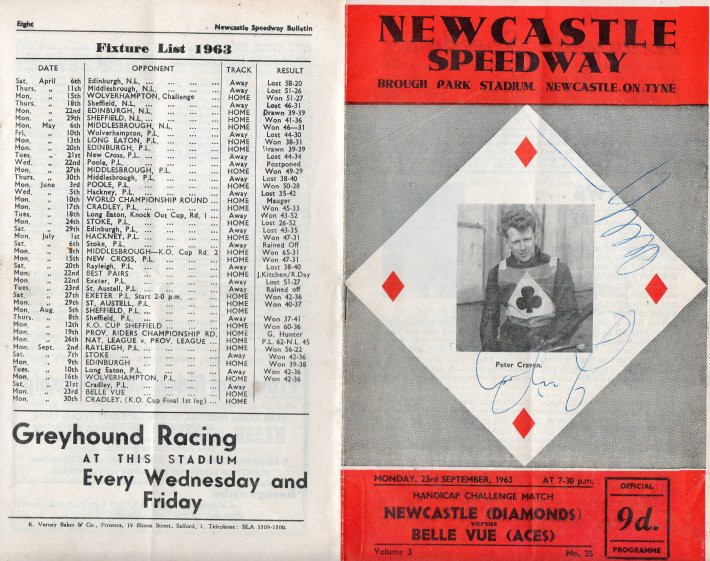 Eight Newcastle Speedway Bulletin
Fixture List 1963
DATE OPPONENT TRACK RESULT
Sat. April 6th Edinburgh, N.L. ... ... ... ... Away Lost 58-20
Thurs. „ 11th Middlesbrough, N.L. ... ... ... Away Lost 51-26
Mon. „ 15th WOLVERHAMPTON, Challenge ... HOME Won 51-27
Thurs. „ 18th Sheffield, N.L. ... ... ... ... Away Lost 46-31
Mon. „ 22nd EDINBURGH, N.L. ... ... ... HOME Drawn 39-39
Mon. „ 29th SHEFFIELD, N.L. ... ... ... HOME Won 41-36
Mon. May 6th MIDDLESBROUGH, N.L. ... ... HOME Won 46—31
Fri. „ 10th Wolverhampton, P.L. ... ... ... Away Lost 44-30
Mon. „ 13th LONG EATON, P.L. ... ... ... HOME Won 38-31
Mon. „ 20th EDINBURGH, P.L. ... ... ... HOME Drawn 39-39
Tues. „ 21st New Cross, P.L. ... ... ... Away Lost 44-34
Wed. „ 22nd Poole, P.L. ... ... ... ... Away Postponed
Mon. „ 27th MIDDLESBROUGH, P.L. ... ... HOME Won 49-29
Thurs. „ 30th Middlesbro, P.L. ... ... ... Away Lost 38-40
Mon. June 3rd POOLE, P.L. ... ... ... ... HOME Won 50-28
Wed. „ 5th Hackney, P.L. ... ... ... ... Away Lost 35-42
Mon. „ 10th WORLD CHAMPIONSHIP ROUND ... HOME Mauger
Mon. „ 17th CRADLEY, P.L. ... ... ... ... HOME Won 45-33
Tues. „ 18th Long Eaton, Knock Out Cup, Rd, 1 ... Away Won 43-52
Mon. „ 24th STOKE, P.L. ... ... ... ... HOME Lost 26-52
Sat. „ 29th Edinburgh, P.L. ... ... ... Away Lost 43-35
Mon. July 1st HACKNEY, P.L. ... ... ... HOME Won 47-31
Sat. „ 6th Stoke, P.L. ... ... ... ... Away Rained Off
Mon. „ 8th MIDDLESBROUGH—K.O. Cup Rd, 2 HOME Won 65-31
Mon. „ 15th NEW CROSS, P.L. ... ... ... HOME Won 47-31
Sat. „ 20th Rayleigh, P.L. ... ... ... ... Away Lost 38-40
Mon. „ 22nd BEST PAIRS ... ... ... ... HOME J.Kitchen/R.Day
Mon. „ 22nd Exeter, P.L. ... ... ... ... Away Lost 51-27
Tues. „ 23rd St. Austell, P.L. ... ... ... Away Rained off
Sat. „ 27th EXETER P.L. Start 2-0 p.m. ... HOME Won 42-36
Mon. „ 29th ST, AUSTELL, P.L. ... ... ... HOME Won 40-37
Mon. Aug. 5th SHEFFIELD, P.L. ... ... ... HOME
Thurs. „ 8th Sheffield, P.L. ... ... ... ... Away Won 37-41
Mon. „ 12th K.O. CUP SHEFFIELD ... ... ... HOME Won 60-36
Mon. „ 19th PROV. RIDERS CHAMPIONSHIP RD. HOME G. Hunter
Mon. „ 26th NAT. LEAGUE v. PROV, LEAGUE ... HOME P.L. 62-N.L. 45
Mon. Sept. 2nd RAYLEIGH, P.L. ... ... ... HOME Won 56-22
Sat. „ 7th STOKE ... ... ... ... Away Won 42-36
Mon. „ 9th EDINBURGH ... ... ... ... HOME Won 39-38
Tues. „ 10th Long Eaton, P.L. ... ... ... Away Won 42-36
Mon. „ 16th WOLVERHAMPTON, P.L. ... ... HOME Won 42-36
Sat. „ 21st Cradley, P.L. ... ... ... ... Away
Mon. „ 23rd BELLE VUE ... ... ... ... HOME
Mon. „ 30th CRADLEY, (K.O. Cup Final 1st leg) ... HOME
Greyhound Racing
AT THIS STADIUM
Every Wednesday and
Friday
R. Verney Baker & Co., Printers, 19 Bloom Street, Salford, 3. Telephone: BLA 1509-1500.
NEWCASTLE
SPEEDWAY
BROUGH PARK STADIUM, NEWCASTLE-ON-TYNE
Peter Craven.
MONDAY, 23rd SEPTEMBER, 1963 AT 7-30 p.m.
HANDICAP CHALLENGE MATCH
NEWCASTLE (DIAMONDS)
versus
BELLE VUE (ACES)
Volume 3 No. 25
OFFICIAL
9d.
PROGRAMME